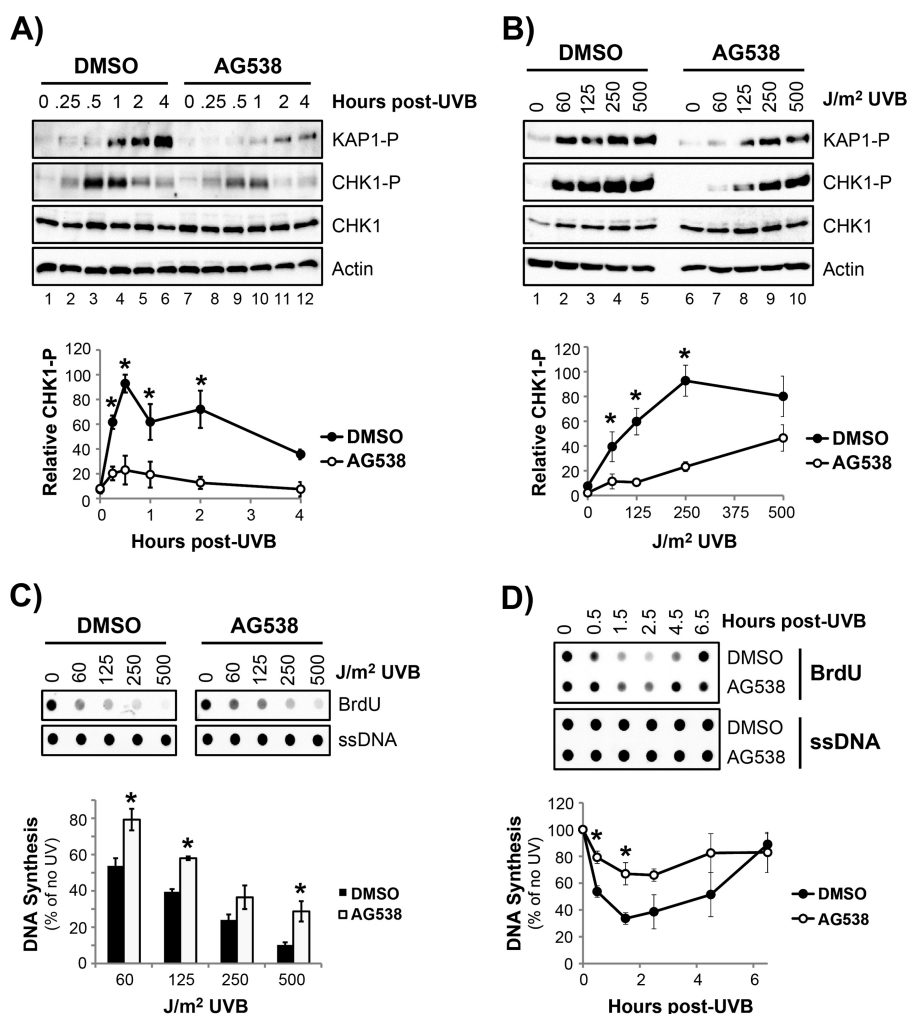 A)
DMSO AG538
0 .25 .5 1 2 4 0 .25 .5 1 2 4 Hours post-UVB
KAP1-P
CHK1-P
CHK1
Actin
1 2 3 4 5 6 7 8 9 10 11 12
Relative CHK1-P
120
100
80
60
40
20
0
0 1 2 3 4
Hours post-UVB
DMSO
AG538
B)
DMSO AG538
0 60 125 250 500 0 60 125 250 500 J/m² UVB
KAP1-P
CHK1-P
CHK1
Actin
1 2 3 4 5 6 7 8 9 10
Relative CHK1-P
120
100
80
60
40
20
0
0 125 250 375 500
J/m² UVB
DMSO
AG538
C)
DMSO AG538
0 60 125 250 500 0 60 125 250 500 J/m² UVB
BrdU
ssDNA
DNA Synthesis
(% of no UV)
80
60
40
20
0
60 125 250 500
J/m² UVB
DMSO
AG538
D)
0 0.5 1.5 2.5 4.5 6.5 Hours post-UVB
DMSO
AG538
BrdU
DMSO
AG538
ssDNA
DNA Synthesis
(% of no UV)
120
100
80
60
40
20
0
0 2 4 6
Hours post-UVB
DMSO
AG538